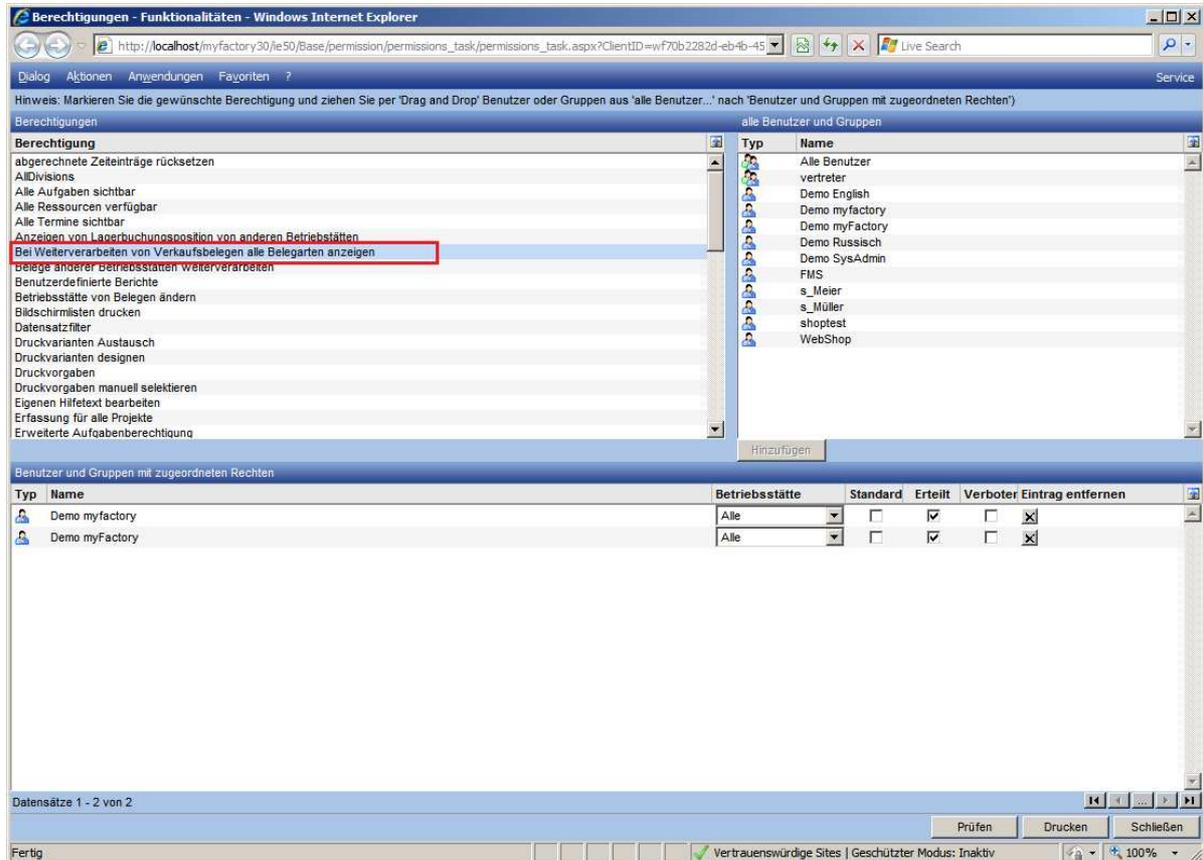 Berechtigungen - Funktionalitäten - Windows Internet Explorer
http://localhost/myfactory30/ie50/Base/permission/permissions_task/permissions_task.aspx?ClientID=wf70b2282d-eb4b-45
Live Search
Dialog Aktionen Anwendungen Favoriten ? Service
Hinweis: Markieren Sie die gewünschte Berechtigung und ziehen Sie per 'Drag and Drop' Benutzer oder Gruppen aus 'alle Benutzer...' nach 'Benutzer und Gruppen mit zugeordneten Rechten')
Berechtigungen
Berechtigung
abgerechnete Zeiteinträge rücksetzen
AllDivisions
Alle Aufgaben sichtbar
Alle Ressourcen verfügbar
Alle Termine sichtbar
Anzeigen von Lagerbuchungsposition von anderen Betriebstätten
Bei Weiterverarbeiten von Verkaufsbelegen alle Belegarten anzeigen
Belege anderer Betriebsstätten Weiterverarbeiten
Benutzerdefinierte Berichte
Betriebsstätte von Belegen ändern
Bildschirmlisten drucken
Datensatzfilter
Druckvarianten Austausch
Druckvarianten designen
Druckvorgaben
Druckvorgaben manuell selektieren
Eigenen Hilfetext bearbeiten
Erfassung für alle Projekte
Erweiterte Aufgabenberechtigung
alle Benutzer und Gruppen
Typ Name
Alle Benutzer
vertreter
Demo English
Demo myfactory
Demo myFactory
Demo Russisch
Demo SysAdmin
FMS
s_Meier
s_Müller
shoptest
WebShop
Hinzufügen
Benutzer und Gruppen mit zugeordneten Rechten
Typ Name Betriebsstätte Standard Erteilt Verboten Eintrag entfernen
Demo myfactory Alle
Demo myFactory Alle
Datensätze 1 - 2 von 2
...
Prüfen Drucken Schließen
Fertig Vertrauenswürdige Sites | Geschützter Modus: Inaktiv 100%